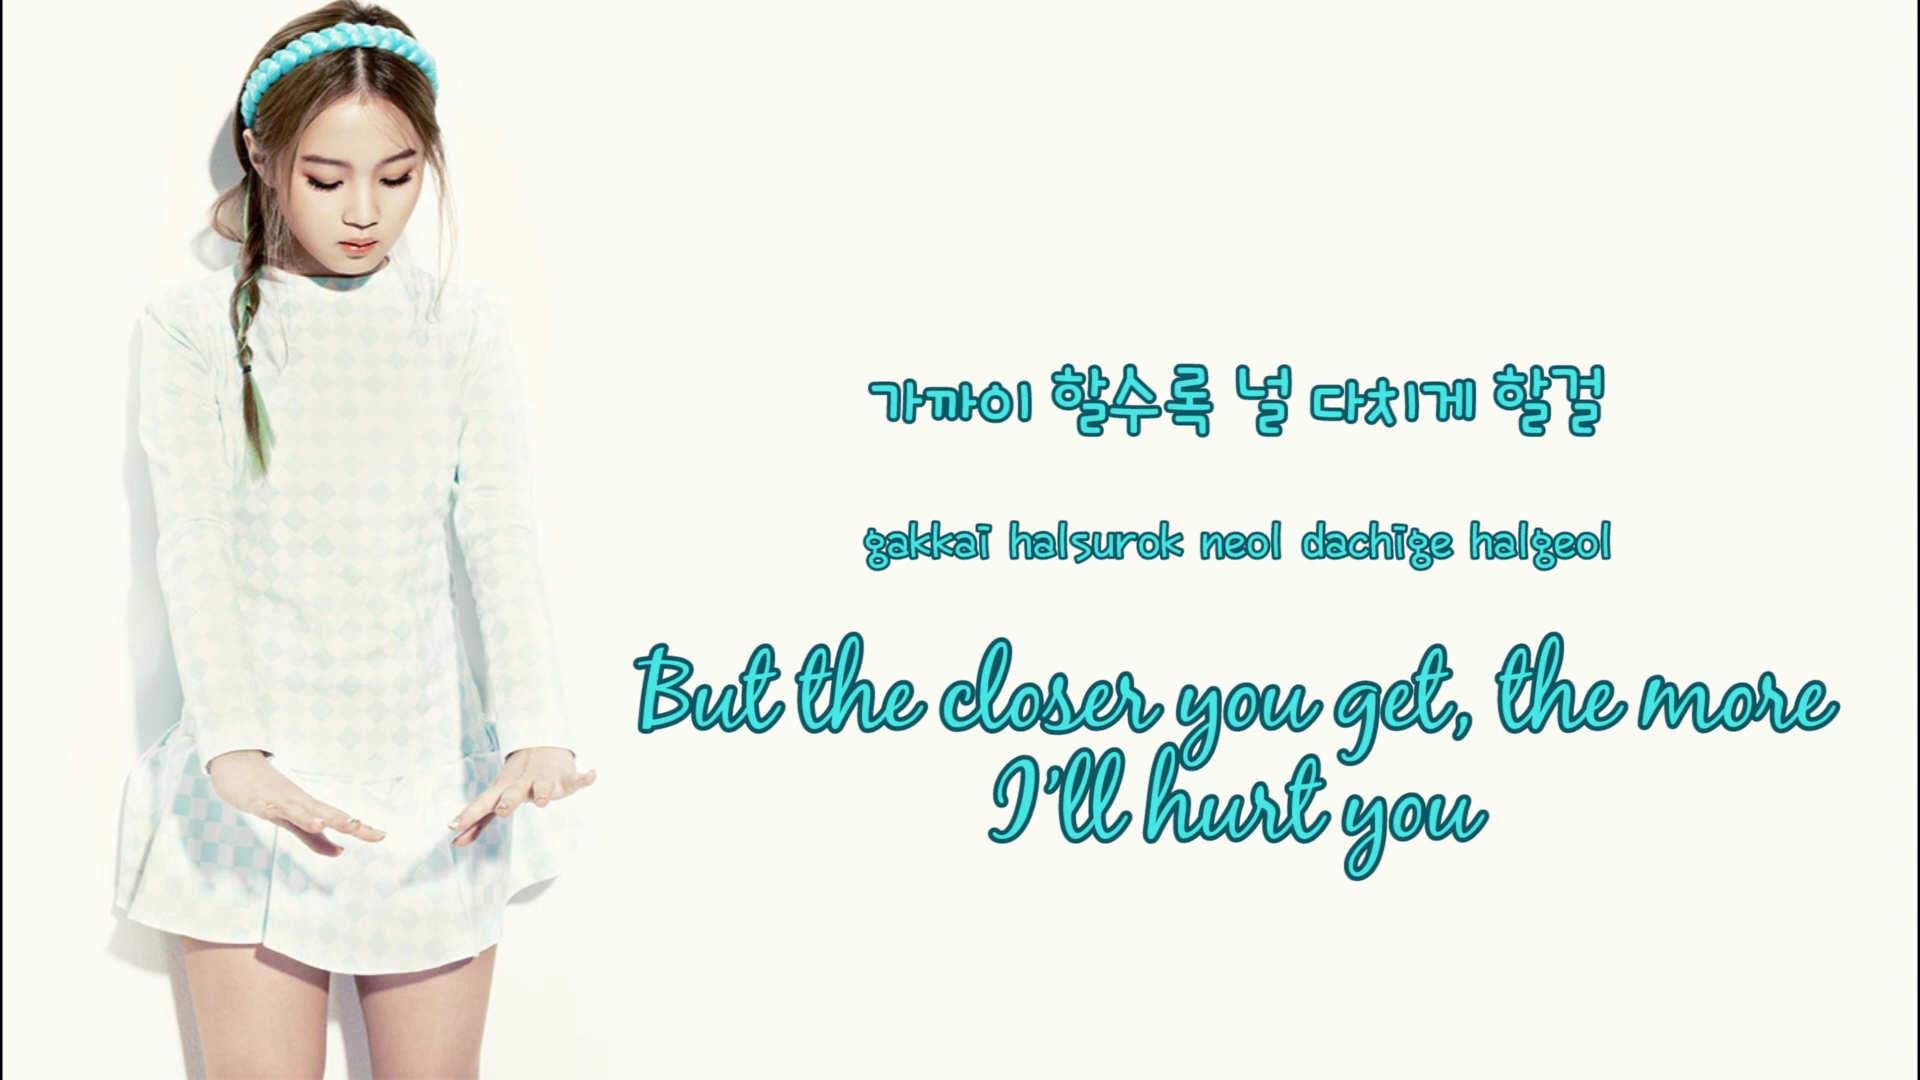 가까이 할수록 널 다치게 할걸
gakkai halsurok neol dachige halgeol
But the closer you get, the more
I'll hurt you